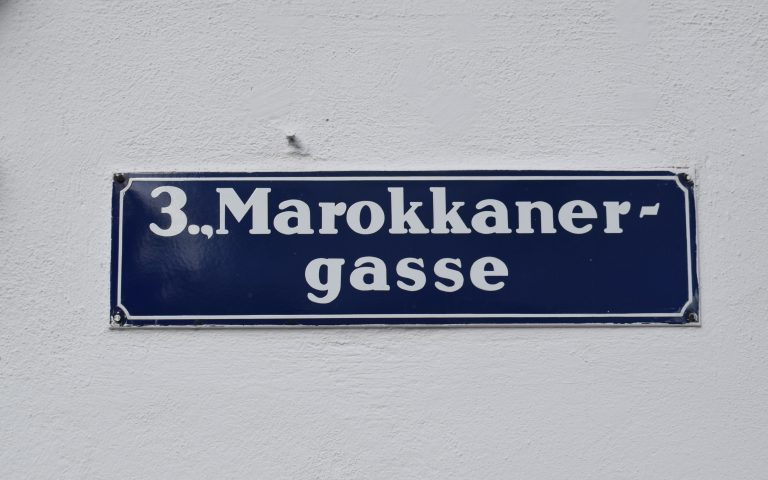 3., Marokkaner-
gasse